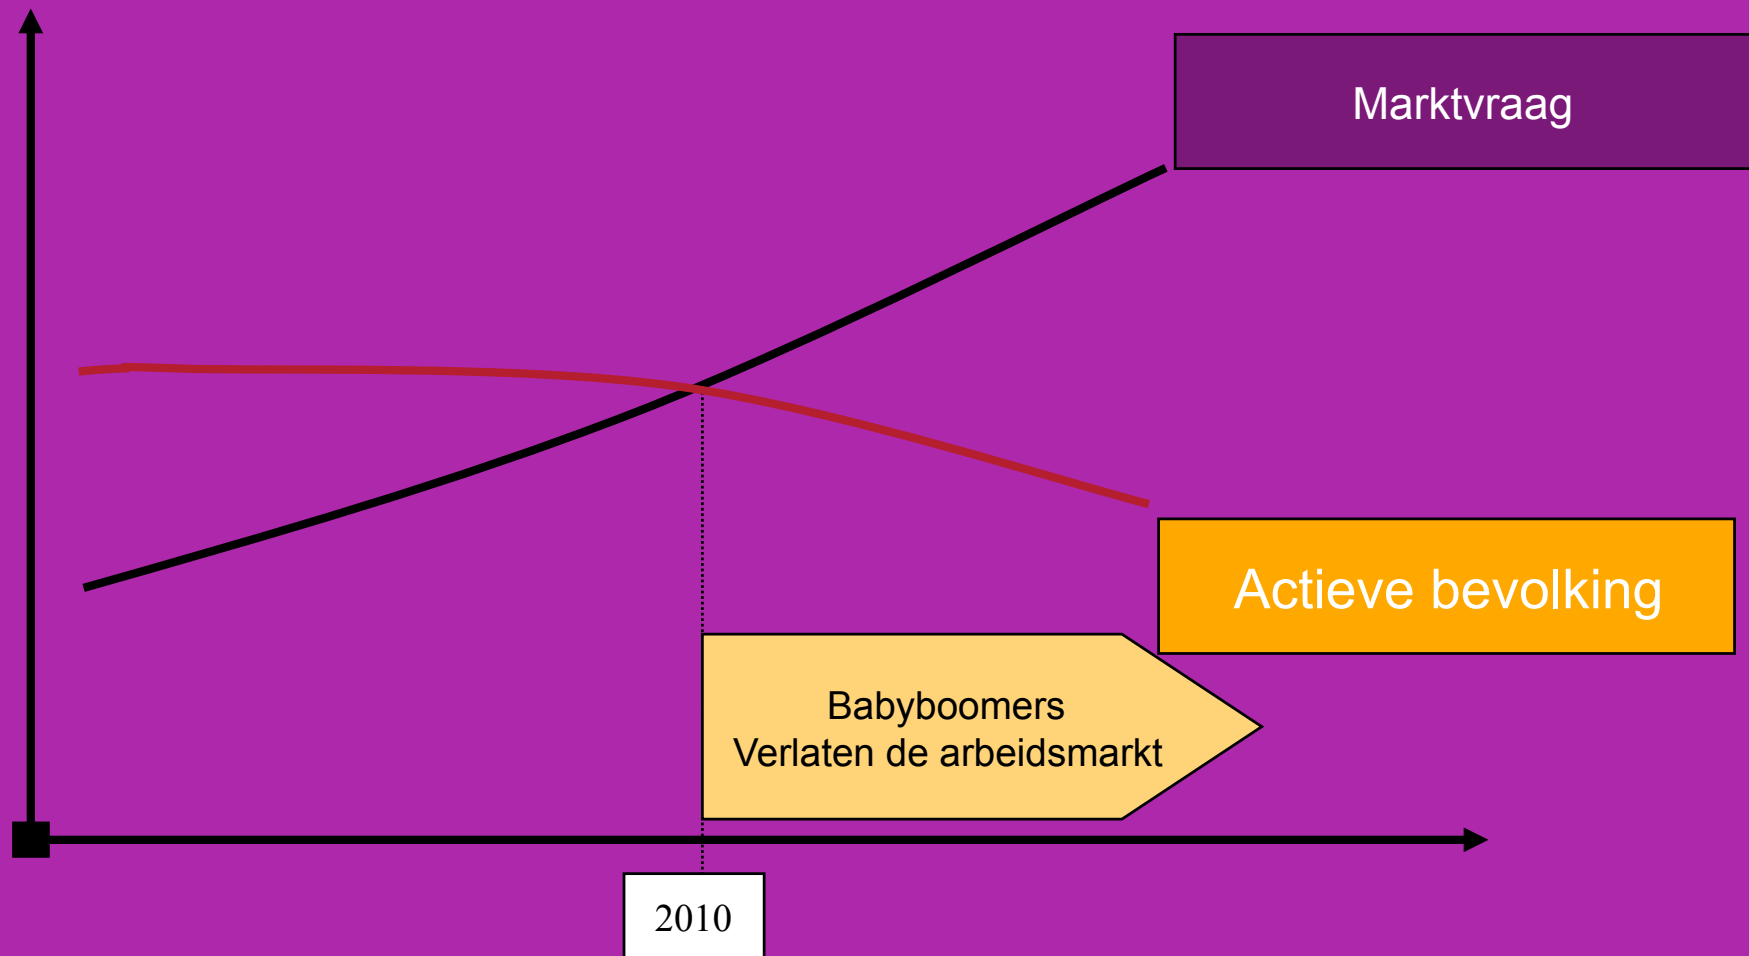 Marktvraag
Actieve bevolking
Babyboomers
Verlaten de arbeidsmarkt
2010